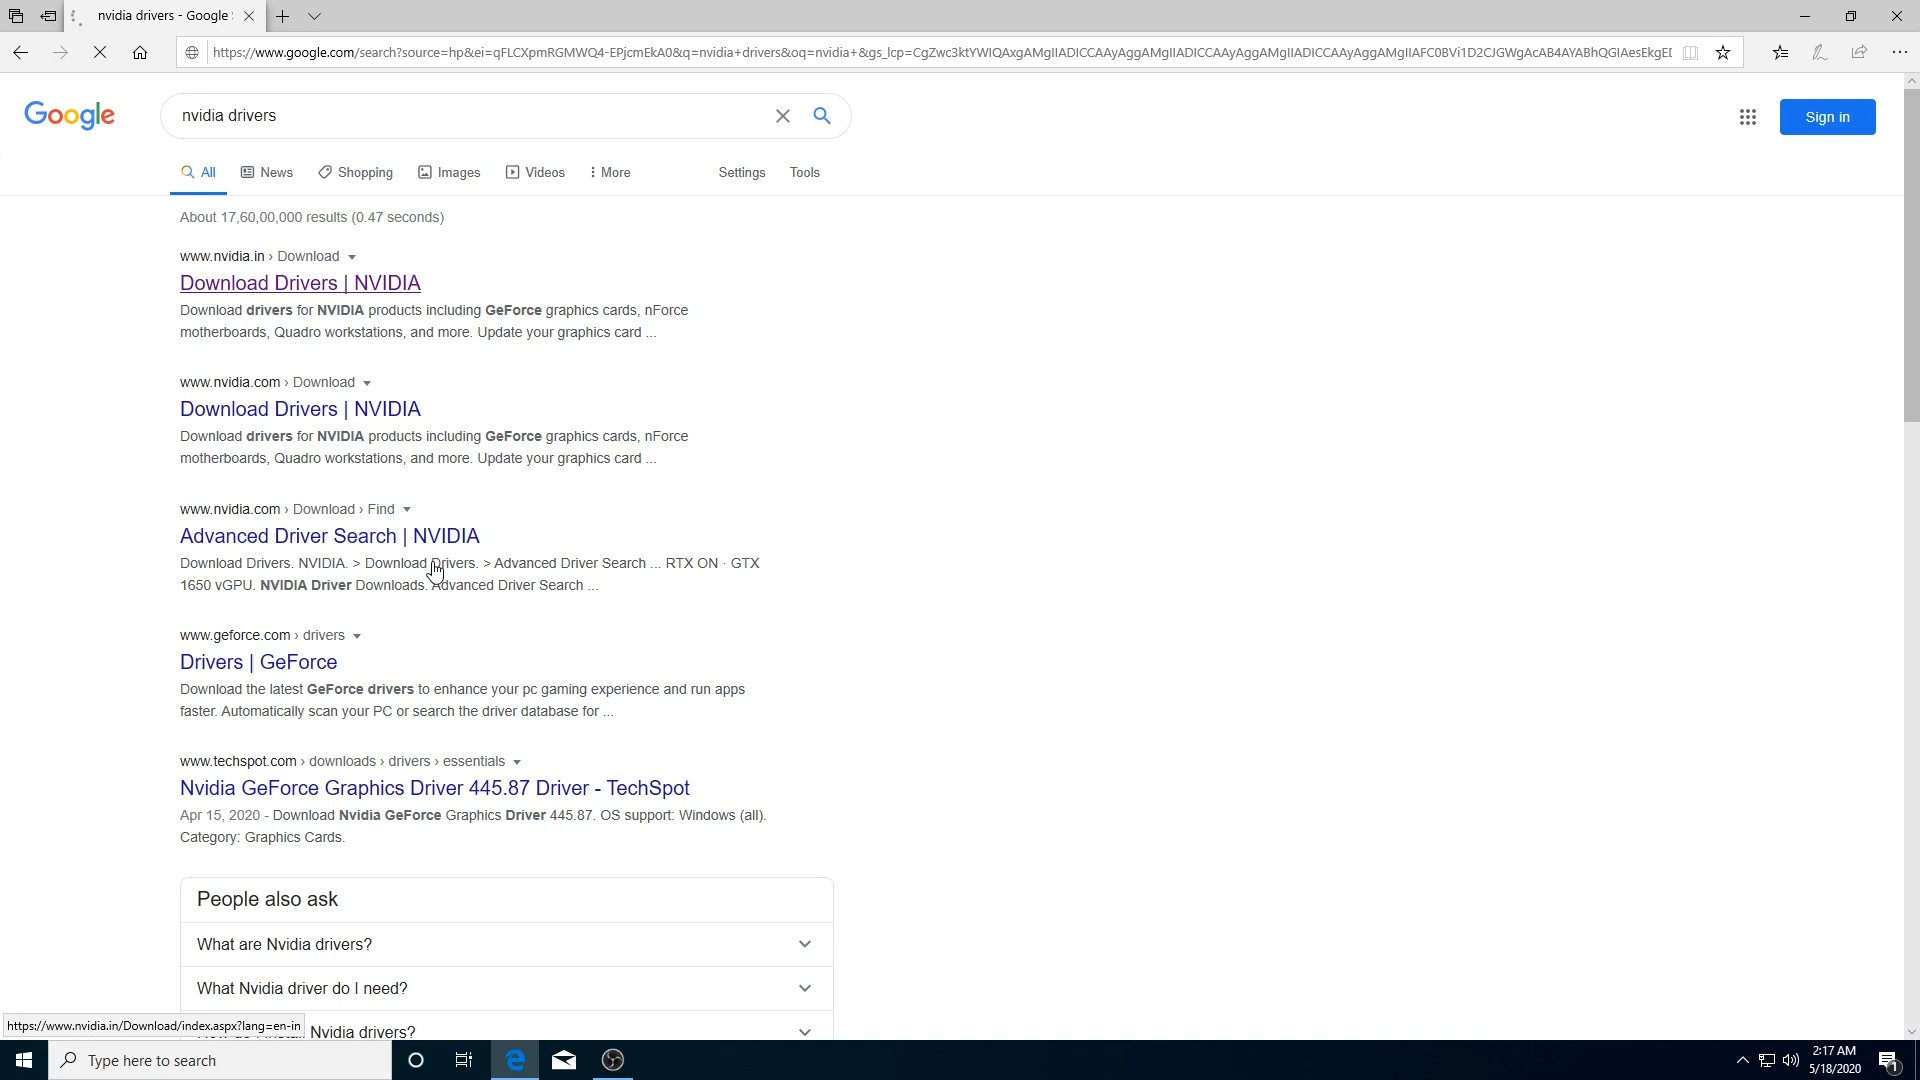 nvidia drivers - Google
https://www.google.com/search?source=hp&ei=qFLCXpmRGMWQ4-EPjcmEkA0&q=nvidia+drivers&oq=nvidia+&gs_lcp=CgZwc3ktYWIQAxgAMgIIADICCAAyAggAMgIIADICCAAyAggAMgIIADICCAAyAggAMgIIAFC0BVi1D2CJGWgAcAB4AYABhQGIAesEkgEI
Google
nvidia drivers
Sign in
All News Shopping Images Videos More Settings Tools
About 17,60,00,000 results (0.47 seconds)
www.nvidia.in › Download
Download Drivers | NVIDIA
Download drivers for NVIDIA products including GeForce graphics cards, nForce
motherboards, Quadro workstations, and more. Update your graphics card ...
www.nvidia.com › Download
Download Drivers | NVIDIA
Download drivers for NVIDIA products including GeForce graphics cards, nForce
motherboards, Quadro workstations, and more. Update your graphics card ...
www.nvidia.com › Download › Find
Advanced Driver Search | NVIDIA
Download Drivers. NVIDIA. > Download Drivers. > Advanced Driver Search ... RTX ON · GTX
1650 vGPU. NVIDIA Driver Downloads. Advanced Driver Search ...
www.geforce.com › drivers
Drivers | GeForce
Download the latest GeForce drivers to enhance your pc gaming experience and run apps
faster. Automatically scan your PC or search the driver database for ...
www.techspot.com › downloads › drivers › essentials
Nvidia GeForce Graphics Driver 445.87 Driver - TechSpot
Apr 15, 2020 - Download Nvidia GeForce Graphics Driver 445.87. OS support: Windows (all).
Category: Graphics Cards.
People also ask
What are Nvidia drivers?
What Nvidia driver do I need?
Nvidia drivers?
https://www.nvidia.in/Download/index.aspx?lang=en-in
Type here to search
2:17 AM
5/18/2020
1